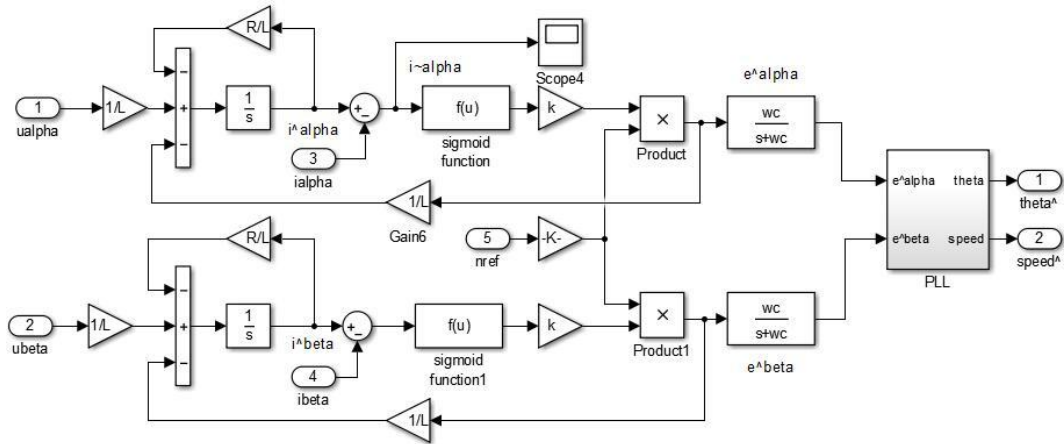 R/L
i~alpha
Scope4
e^alpha
1
ualpha
1/L
−
+
−
1
s
i^alpha
+
−
f(u)
sigmoid
function
k
×
Product
wc
s+wc
3
ialpha
1/L
Gain6
5
nref
-K-
e^alpha
theta
e^beta
speed
PLL
1
theta^
2
speed^
R/L
2
ubeta
1/L
−
+
−
1
s
i^beta
+
−
f(u)
sigmoid
function1
k
×
Product1
wc
s+wc
e^beta
4
ibeta
1/L